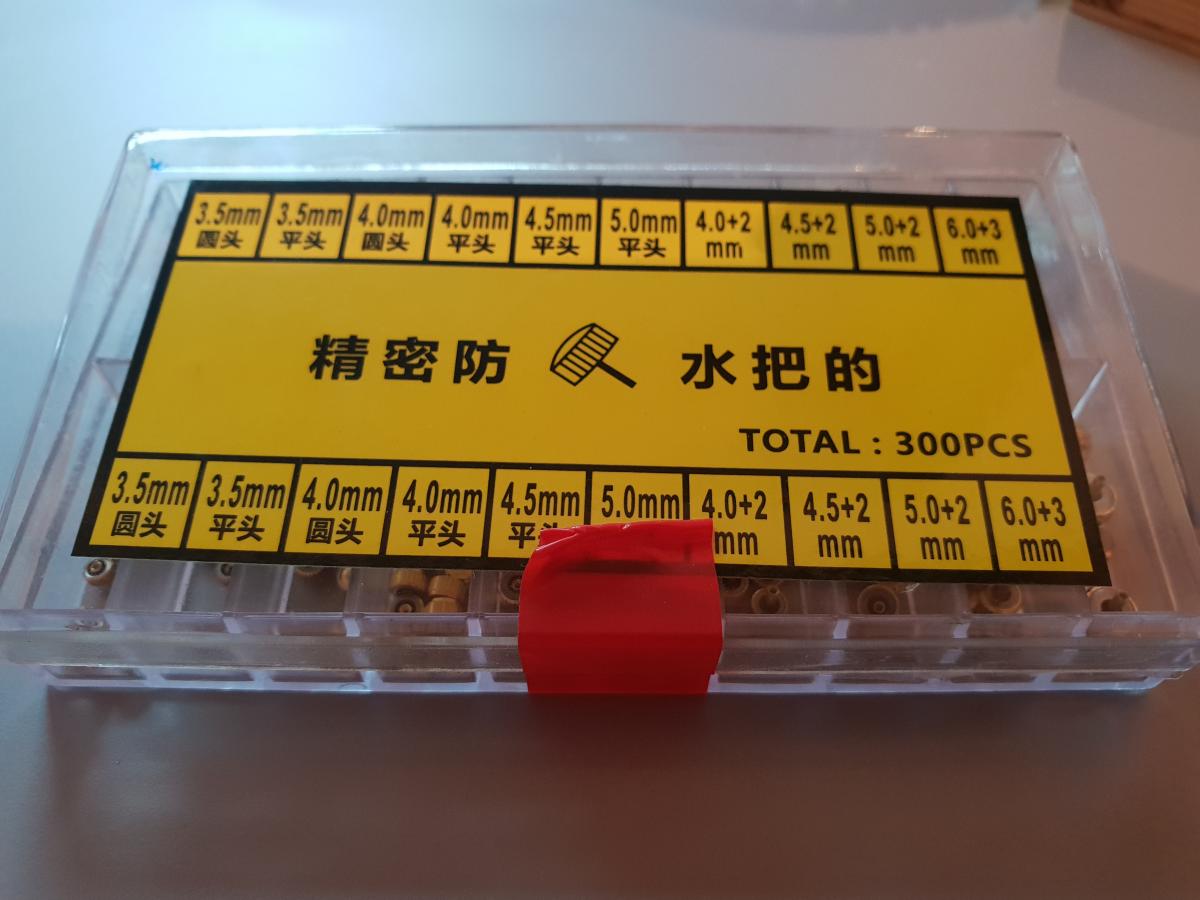 3.5mm 3.5mm 4.0mm 4.0mm 4.5mm 5.0mm 4.0+2 4.5+2 5.0+2 6.0+3
圆头 平头 圆头 平头 平头 平头 mm mm mm mm
精密防 水把的
TOTAL : 300PCS
3.5mm 3.5mm 4.0mm 4.0mm 4.5mm 5.0mm 4.0+2 4.5+2 5.0+2 6.0+3
圆头 平头 圆头 平头 平头 mm mm mm mm